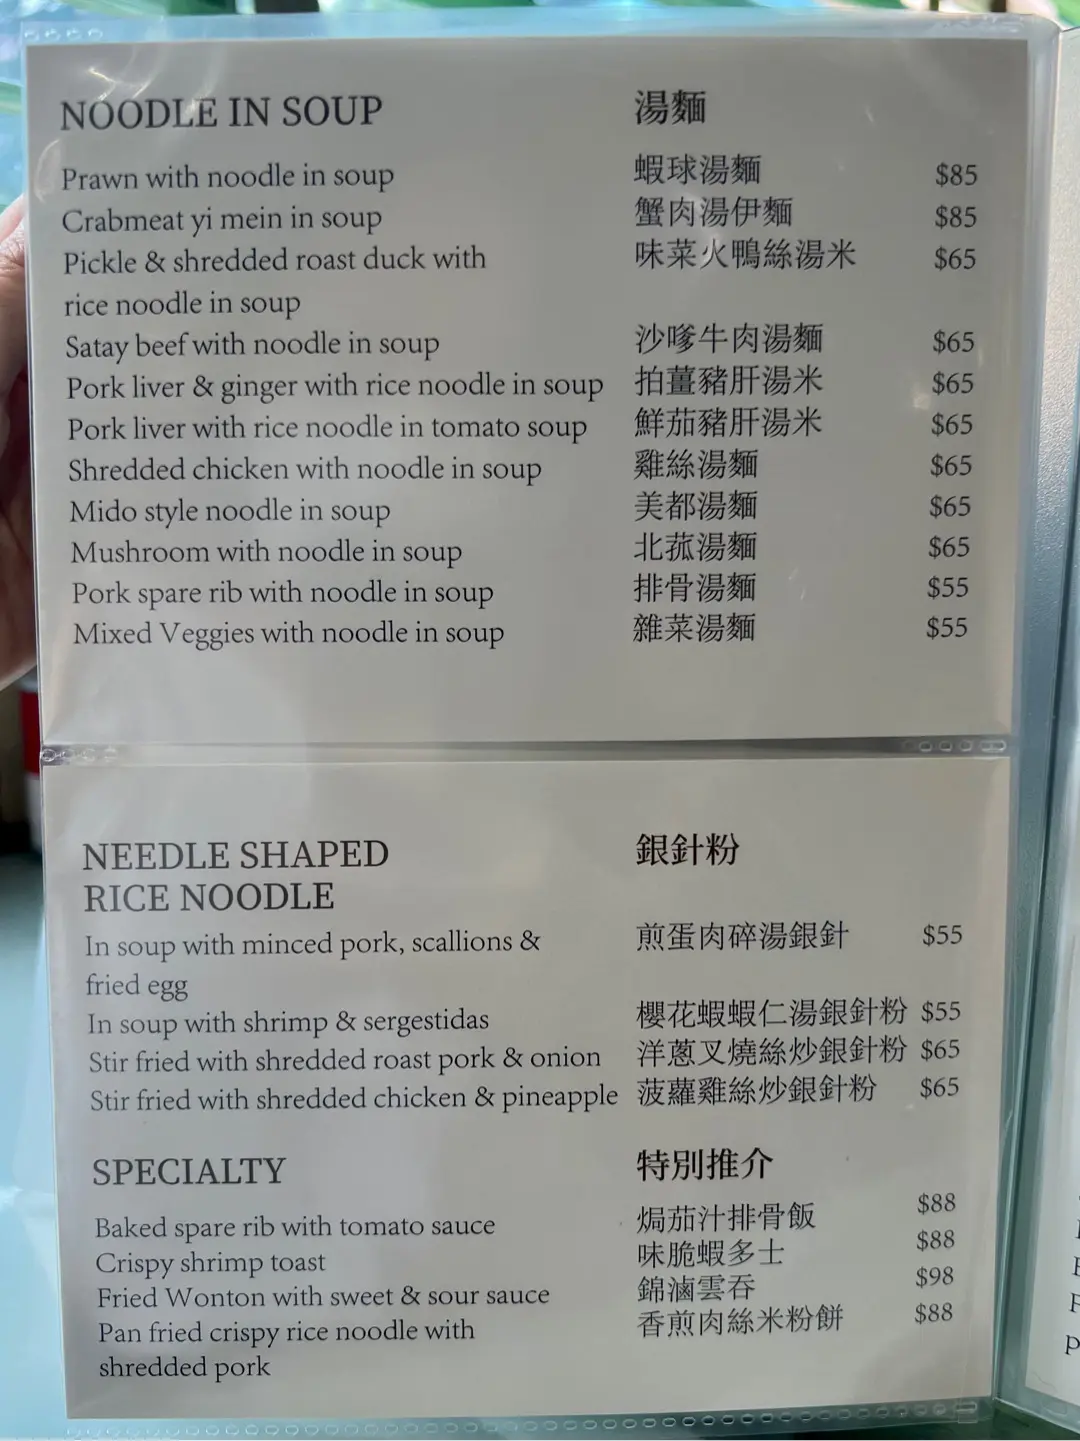 NOODLE IN SOUP 湯麵
Prawn with noodle in soup 蝦球湯麵 $85
Crabmeat yi mein in soup 蟹肉湯伊麵 $85
Pickle & shredded roast duck with 味菜火鴨絲湯米 $65
rice noodle in soup
Satay beef with noodle in soup 沙嗲牛肉湯麵 $65
Pork liver & ginger with rice noodle in soup 拍薑豬肝湯米 $65
Pork liver with rice noodle in tomato soup 鮮茄豬肝湯米 $65
Shredded chicken with noodle in soup 雞絲湯麵 $65
Mido style noodle in soup 美都湯麵 $65
Mushroom with noodle in soup 北菰湯麵 $65
Pork spare rib with noodle in soup 排骨湯麵 $55
Mixed Veggies with noodle in soup 雜菜湯麵 $55
NEEDLE SHAPED 銀針粉
RICE NOODLE
In soup with minced pork, scallions & 煎蛋肉碎湯銀針 $55
fried egg
In soup with shrimp & sergestidas 櫻花蝦蝦仁湯銀針粉 $55
Stir fried with shredded roast pork & onion 洋蔥叉燒絲炒銀針粉 $65
Stir fried with shredded chicken & pineapple 菠蘿雞絲炒銀針粉 $65
SPECIALTY 特別推介
Baked spare rib with tomato sauce 焗茄汁排骨飯 $88
Crispy shrimp toast 味脆蝦多士 $88
Fried Wonton with sweet & sour sauce 錦滷雲吞 $98
Pan fried crispy rice noodle with 香煎肉絲米粉餅 $88
shredded pork